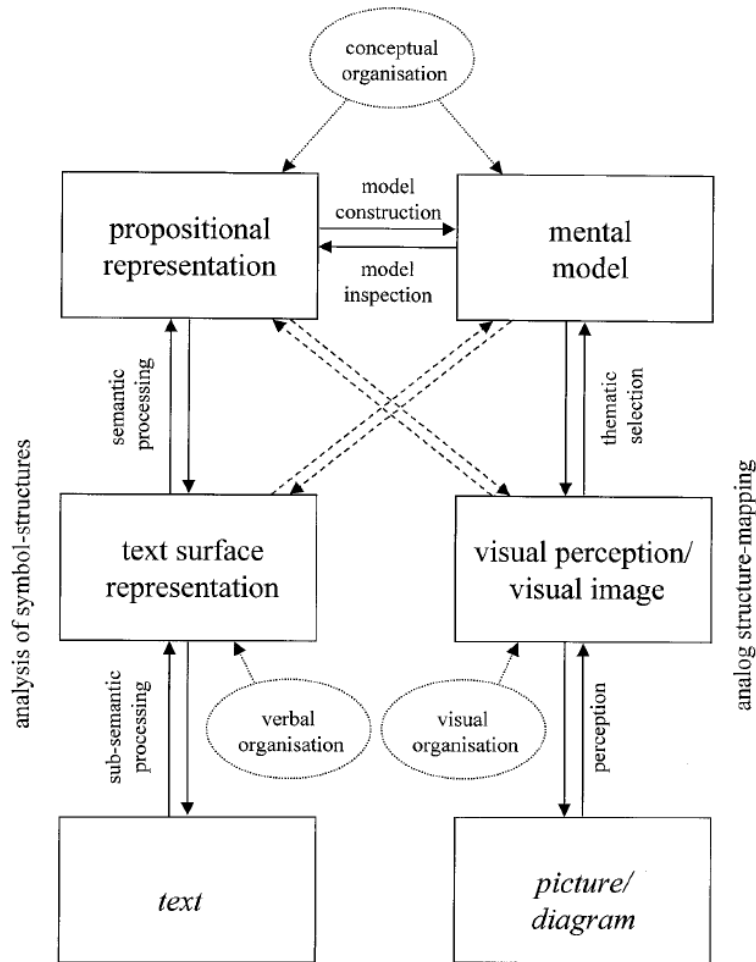 conceptual
organisation
propositional
representation
model
construction
model
inspection
mental
model
semantic
processing
thematic
selection
analysis of symbol-structures
text surface
representation
visual perception/
visual image
analog structure-mapping
sub-semantic
processing
verbal
organisation
visual
organisation
perception
text
picture/
diagram